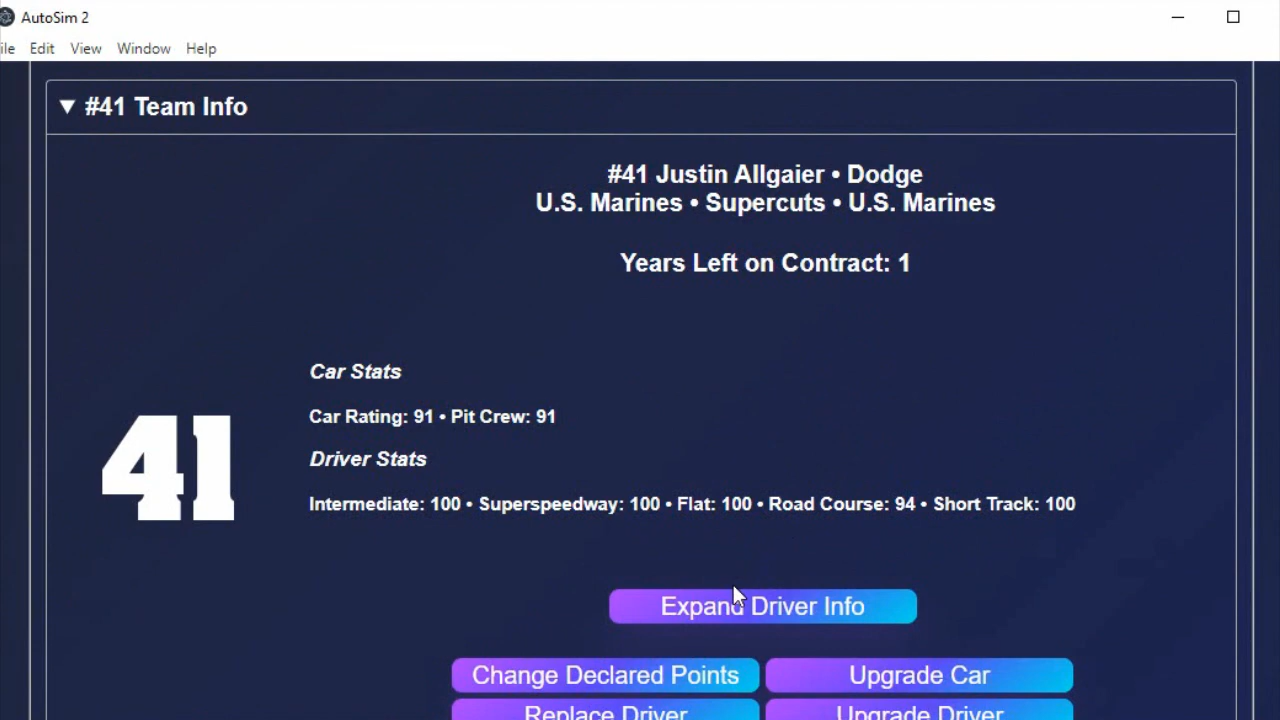 AutoSim 2
ile Edit View Window Help
▼ #41 Team Info
#41 Justin Allgaier • Dodge
U.S. Marines • Supercuts • U.S. Marines
Years Left on Contract: 1
Car Stats
Car Rating: 91 • Pit Crew: 91
41
Driver Stats
Intermediate: 100 • Superspeedway: 100 • Flat: 100 • Road Course: 94 • Short Track: 100
Expand Driver Info
Change Declared Points Upgrade Car
Replace Driver Upgrade Driver